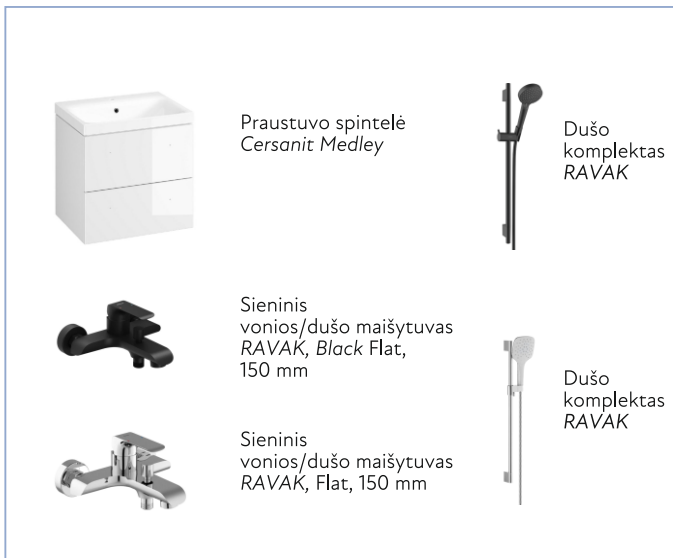 Praustuvo spintelė
Cersanit Medley
Sieninis
vonios/dušo maišytuvas
RAVAK, Black Flat,
150 mm
Sieninis
vonios/dušo maišytuvas
RAVAK, Flat, 150 mm
Dušo
komplektas
RAVAK
Dušo
komplektas
RAVAK